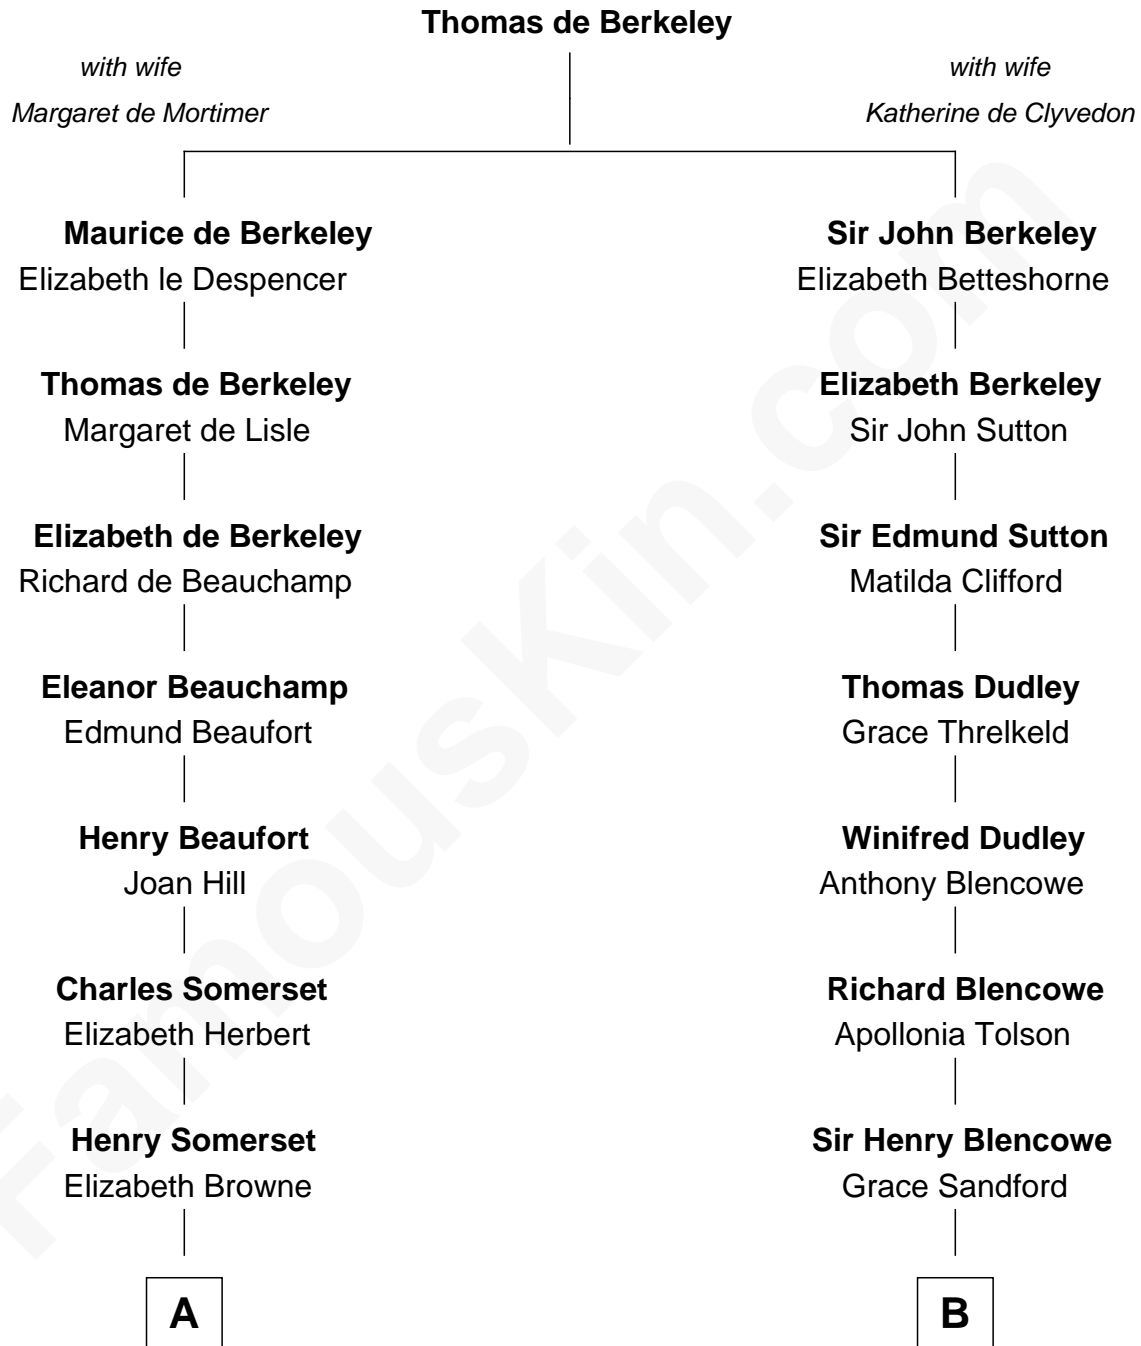 Thomas de Berkeley
with wife
Margaret de Mortimer
with wife
Katherine de Clyvedon
Maurice de Berkeley
Elizabeth le Despencer
Sir John Berkeley
Elizabeth Betteshorne
Thomas de Berkeley
Margaret de Lisle
Elizabeth Berkeley
Sir John Sutton
Elizabeth de Berkeley
Richard de Beauchamp
Sir Edmund Sutton
Matilda Clifford
Eleanor Beauchamp
Edmund Beaufort
Thomas Dudley
Grace Threlkeld
Henry Beaufort
Joan Hill
Winifred Dudley
Anthony Blencowe
Charles Somerset
Elizabeth Herbert
Richard Blencowe
Apollonia Tolson
Henry Somerset
Elizabeth Browne
Sir Henry Blencowe
Grace Sandford
A
B
FamousKin.com